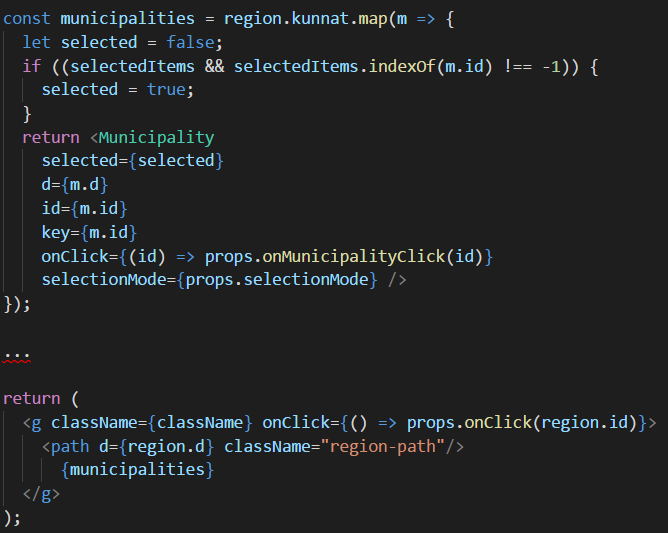 const municipalities = region.kunnat.map(m => {
  let selected = false;
  if ((selectedItems && selectedItems.indexOf(m.id) !== -1)) {
    selected = true;
  }
  return <Municipality
    selected={selected}
    d={m.d}
    id={m.id}
    key={m.id}
    onClick={(id) => props.onMunicipalityClick(id)}
    selectionMode={props.selectionMode} />
});

...

return (
  <g className={className} onClick={() => props.onClick(region.id)}>
    <path d={region.d} className="region-path"/>
      {municipalities}
  </g>
);